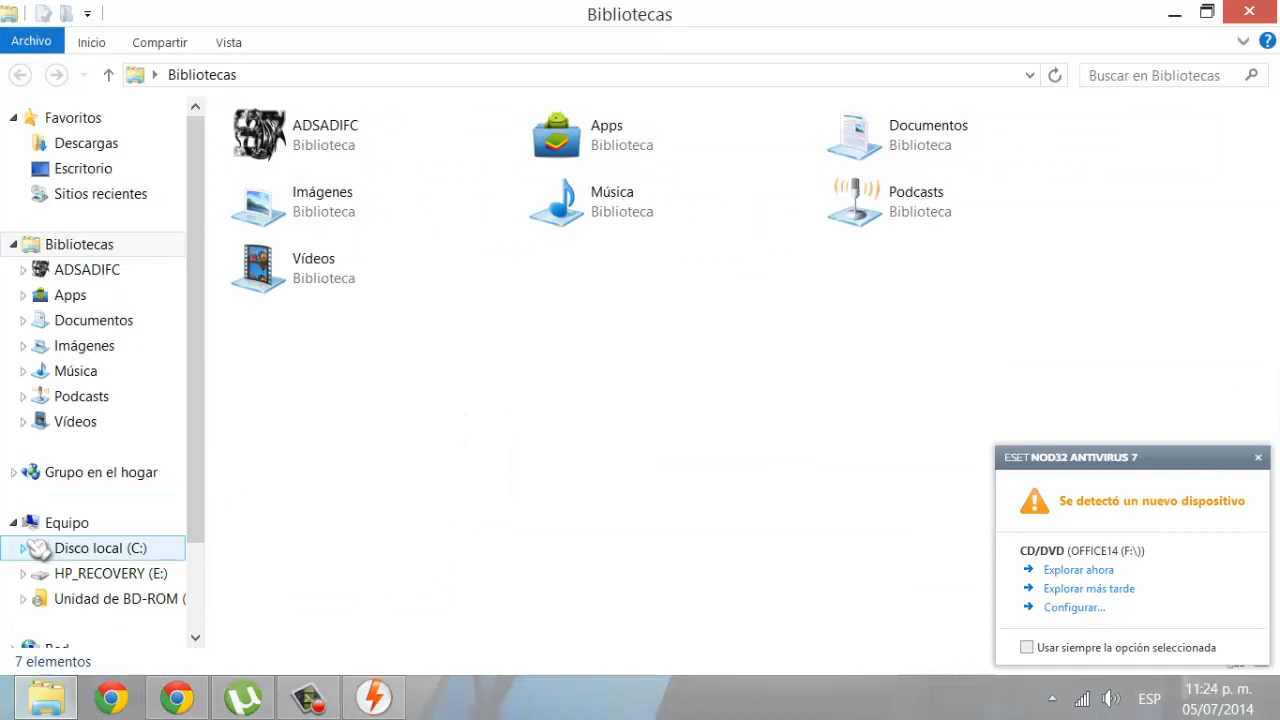 Bibliotecas
Archivo
Inicio
Compartir
Vista
Bibliotecas
Buscar en Bibliotecas
Favoritos
Descargas
Escritorio
Sitios recientes
Bibliotecas
ADSADIFC
Apps
Documentos
Imágenes
Música
Podcasts
Vídeos
Grupo en el hogar
Equipo
Disco local (C:)
HP_RECOVERY (E:)
Unidad de BD-ROM (
ADSADIFC
Biblioteca
Apps
Biblioteca
Documentos
Biblioteca
Imágenes
Biblioteca
Música
Biblioteca
Podcasts
Biblioteca
Vídeos
Biblioteca
ESET NOD32 ANTIVIRUS 7
Se detectó un nuevo dispositivo
CD/DVD (OFFICE14 (F:\))
Explorar ahora
Explorar más tarde
Configurar...
Usar siempre la opción seleccionada
7 elementos
ESP
11:24 p. m.
05/07/2014